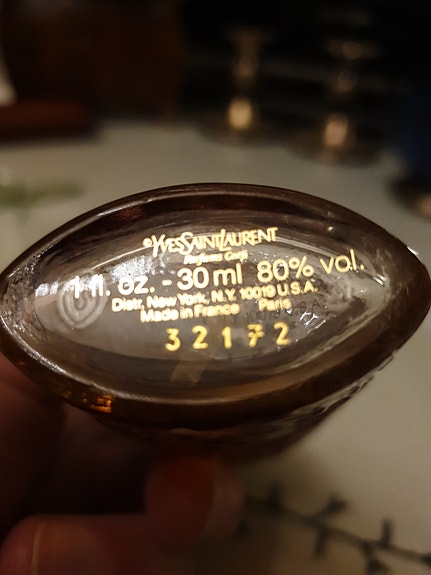 ©YVESSAINTLAURENT
Parfums Corp.
1 fl. oz. - 30 ml 80% vol.
Distr. New York, N.Y. 10019 U.S.A.
Made in France Paris
32172